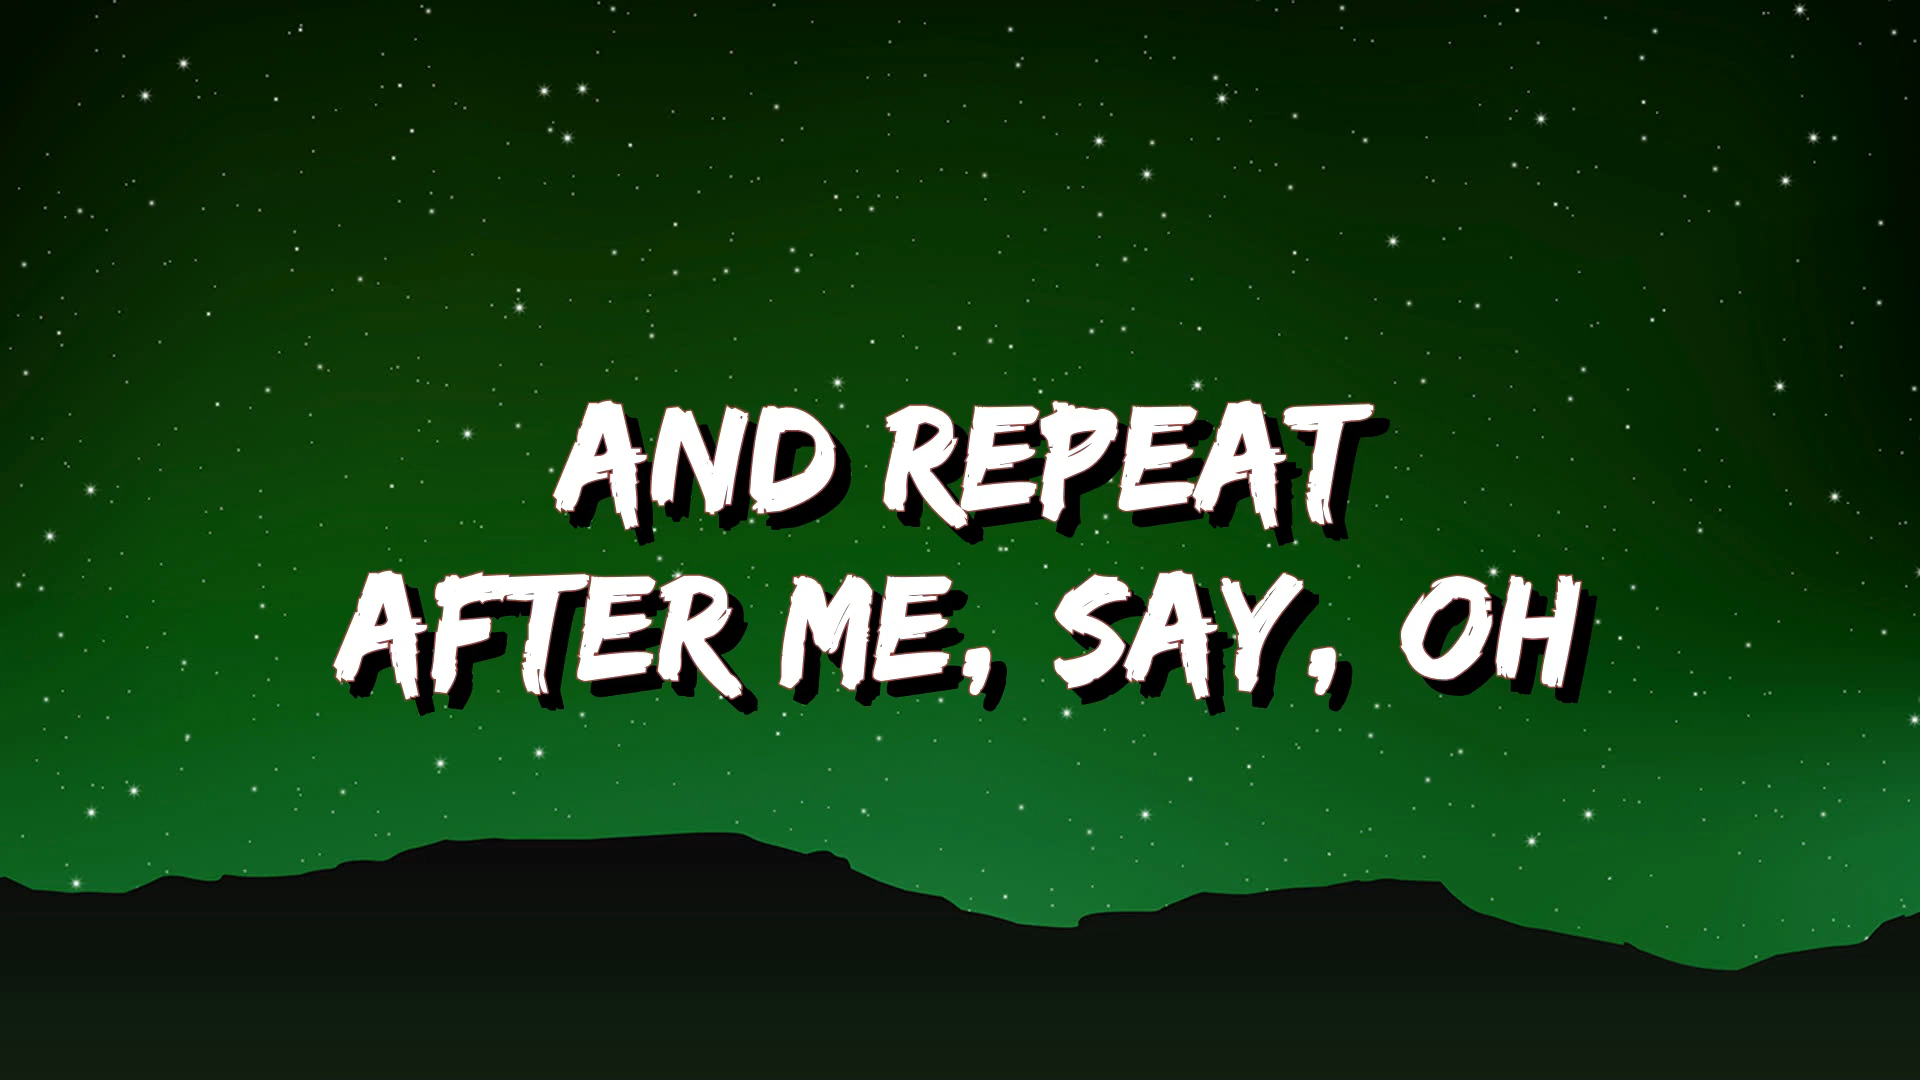 AND REPEAT
AFTER ME, SAY, OH